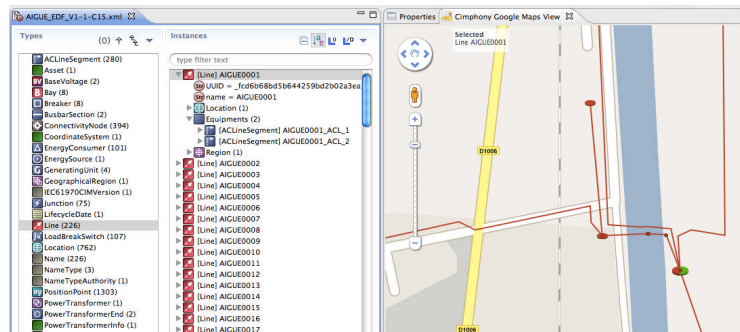 AIGUE_EDF_V1-1-C15.xml
Types
(0)
ACLineSegment (280)
Asset (1)
BaseVoltage (2)
Bay (8)
Breaker (8)
BusbarSection (2)
ConnectivityNode (394)
CoordinateSystem (1)
EnergyConsumer (101)
EnergySource (1)
GeneratingUnit (4)
GeographicalRegion (1)
IEC61970CIMVersion (1)
Junction (75)
LifecycleDate (1)
Line (226)
LoadBreakSwitch (107)
Location (762)
Name (226)
NameType (3)
NameTypeAuthority (1)
PositionPoint (1303)
PowerTransformer (1)
PowerTransformerEnd (2)
PowerTransformerInfo (1)
Instances
type filter text
[Line] AIGUE0001
UUID = _fcd6b68bd5b644259bd2b02a3ea
name = AIGUE0001
Location (1)
Equipments (2)
[ACLineSegment] AIGUE0001_ACL_1
[ACLineSegment] AIGUE0001_ACL_2
Region (1)
[Line] AIGUE0002
[Line] AIGUE0003
[Line] AIGUE0004
[Line] AIGUE0005
[Line] AIGUE0006
[Line] AIGUE0007
[Line] AIGUE0008
[Line] AIGUE0009
[Line] AIGUE0010
[Line] AIGUE0011
[Line] AIGUE0012
[Line] AIGUE0013
[Line] AIGUE0014
[Line] AIGUE0015
[Line] AIGUE0016
[Line] AIGUE0017
Properties
Cimphony Google Maps View
Selected
Line AIGUE0001
D1006
D1006